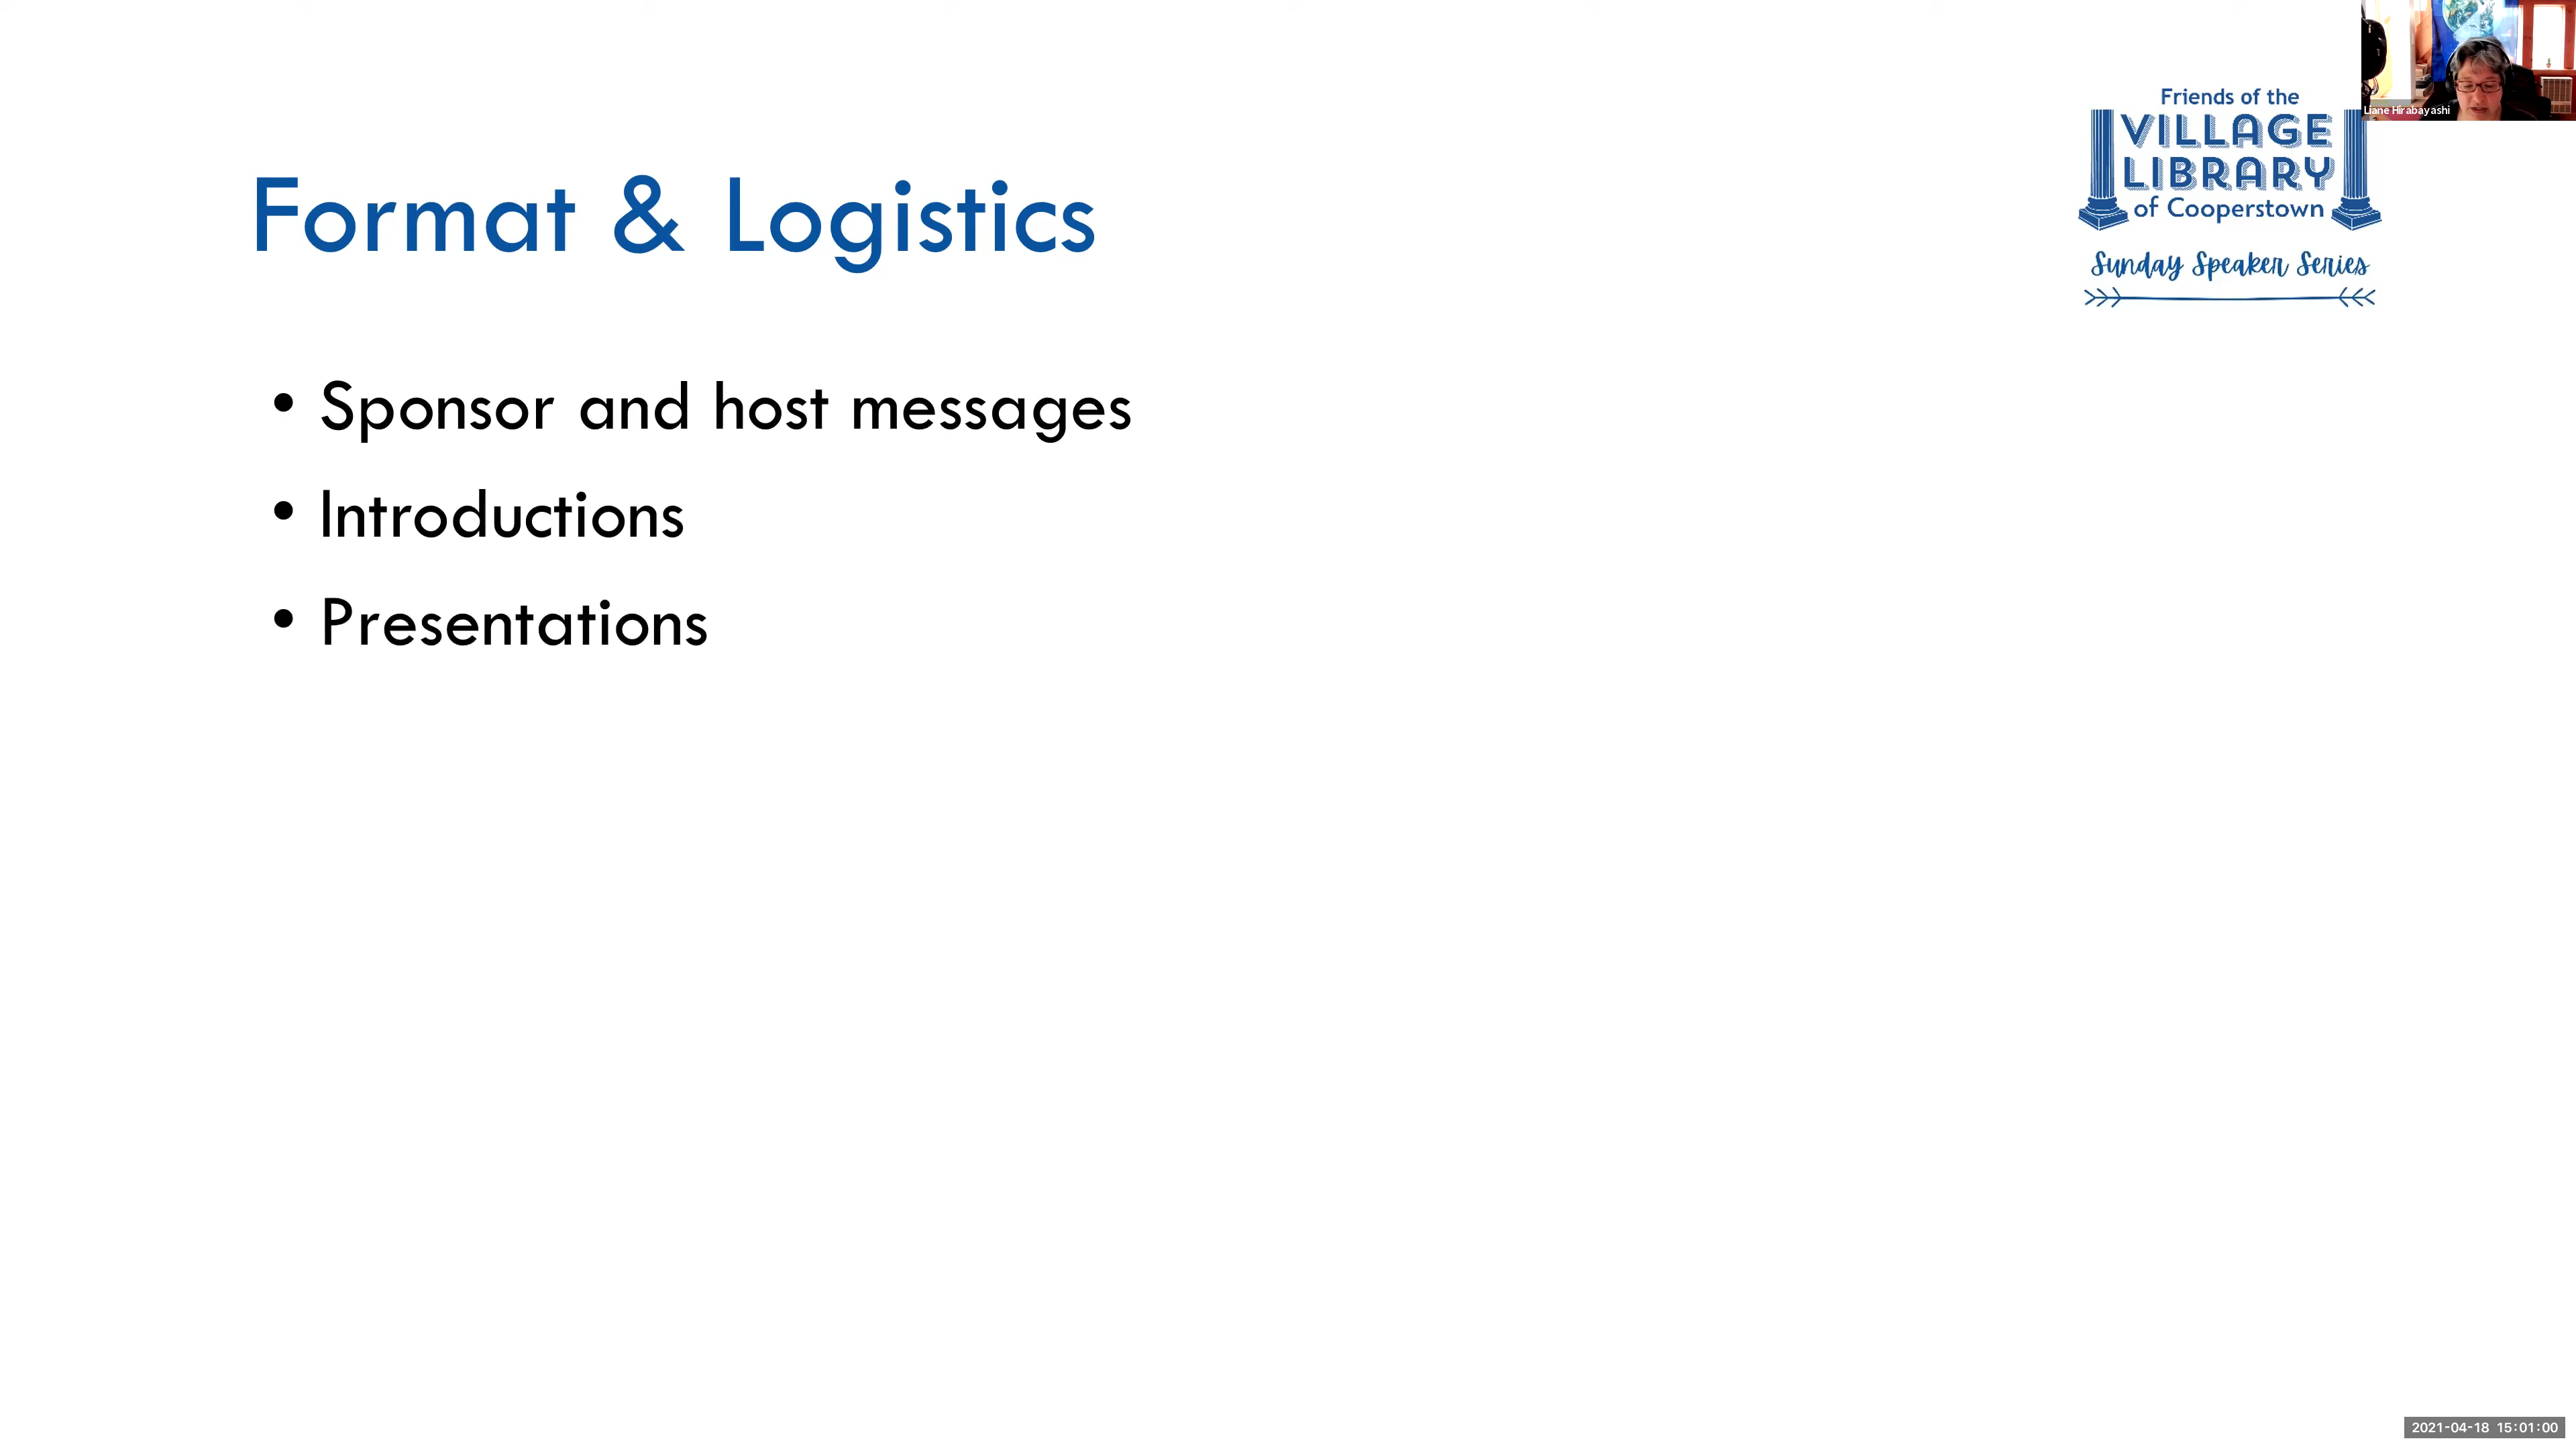 Liane Hirabayashi
Friends of the
VILLAGE
LIBRARY
of Cooperstown
Sunday Speaker Series
Format & Logistics
• Sponsor and host messages
• Introductions
• Presentations
2021-04-18 15:01:00